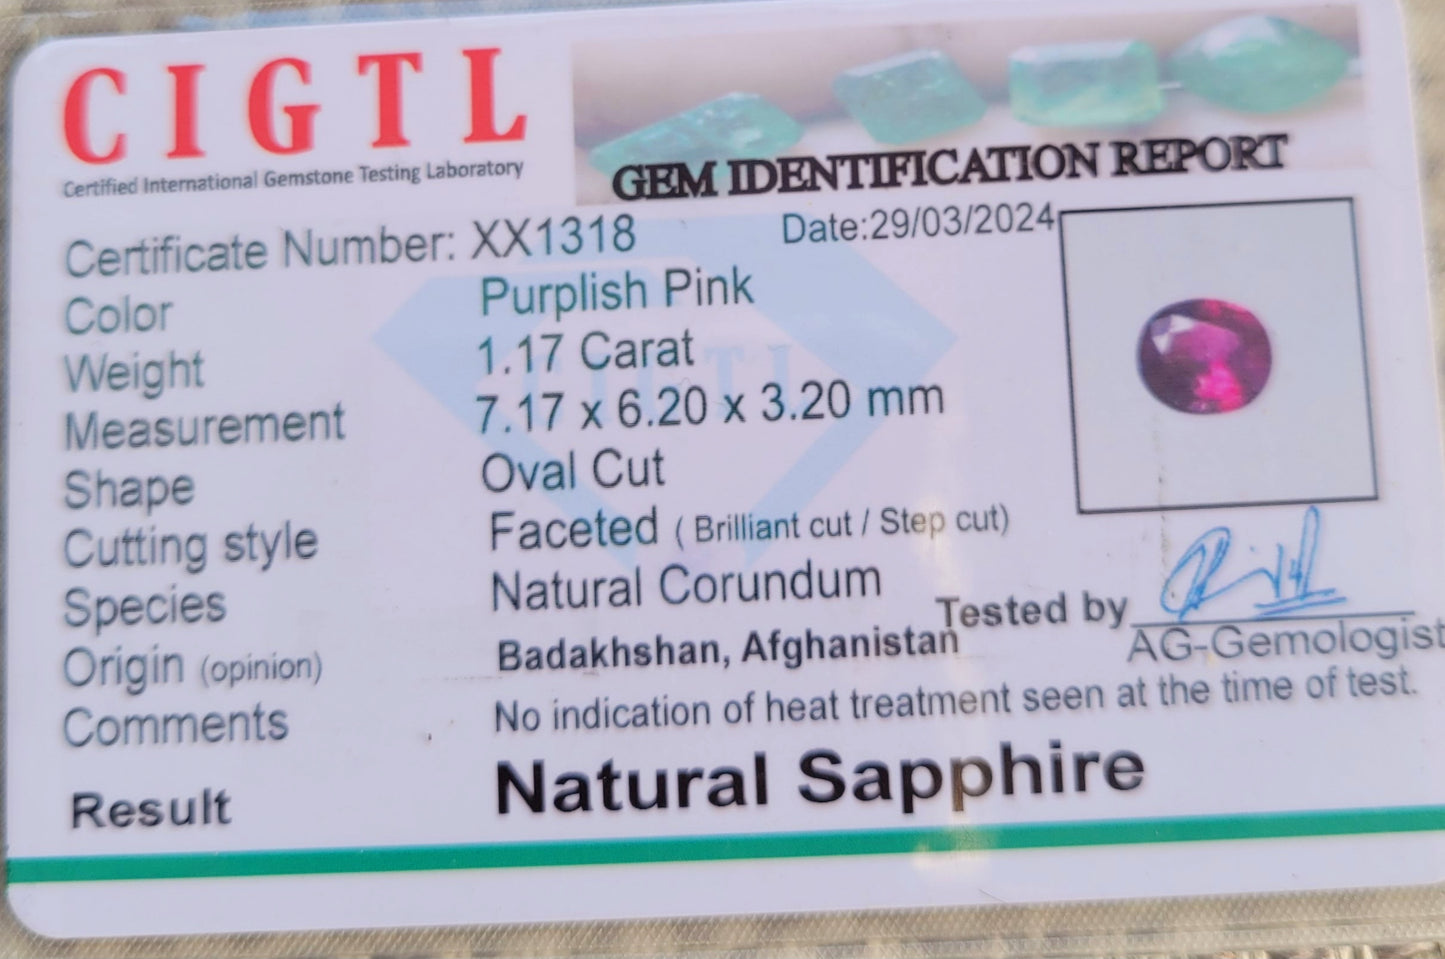 CIGTL
Certified International Gemstone Testing Laboratory
GEM IDENTIFICATION REPORT
Certificate Number: XX1318
Date:29/03/2024
Color Purplish Pink
Weight 1.17 Carat
Measurement 7.17 x 6.20 x 3.20 mm
Shape Oval Cut
Cutting style Faceted ( Brilliant cut / Step cut)
Species Natural Corundum
Tested by
AG-Gemologist
Origin (opinion) Badakhshan, Afghanistan
Comments No indication of heat treatment seen at the time of test.
Result Natural Sapphire